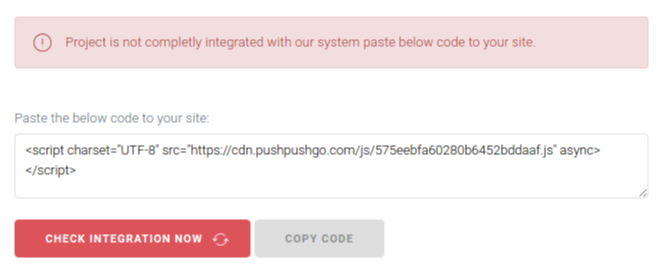 Project is not completly integrated with our system paste below code to your site.
Paste the below code to your site:
<script charset="UTF-8" src="https://cdn.pushpushgo.com/js/575eebfa60280b6452bddaaf.js" async>
</script>
CHECK INTEGRATION NOW
COPY CODE